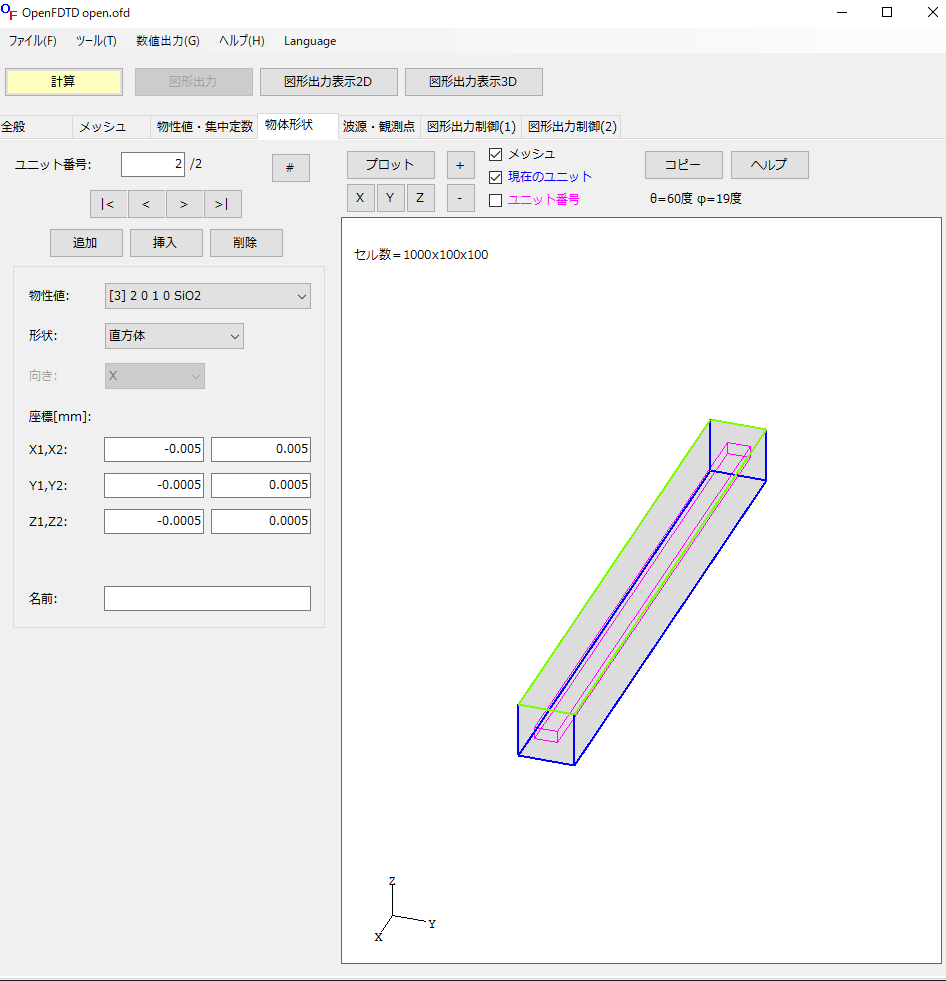 OpenFDTD open.ofd
ファイル(F) ツール(T) 数値出力(G) ヘルプ(H) Language
計算 図形出力 図形出力表示2D 図形出力表示3D
全般 メッシュ 物性値・集中定数 物体形状 波源・観測点 図形出力制御(1) 図形出力制御(2)
ユニット番号: 2 /2 #
|< < > >|
追加 挿入 削除
物性値: [3] 2 0 1 0 SiO2
形状: 直方体
向き: X
座標[mm]:
X1,X2: -0.005 0.005
Y1,Y2: -0.0005 0.0005
Z1,Z2: -0.0005 0.0005
名前:
プロット + メッシュ コピー ヘルプ
現在のユニット
X Y Z - ユニット番号 θ=60度 φ=19度
セル数=1000x100x100
Z
Y
X